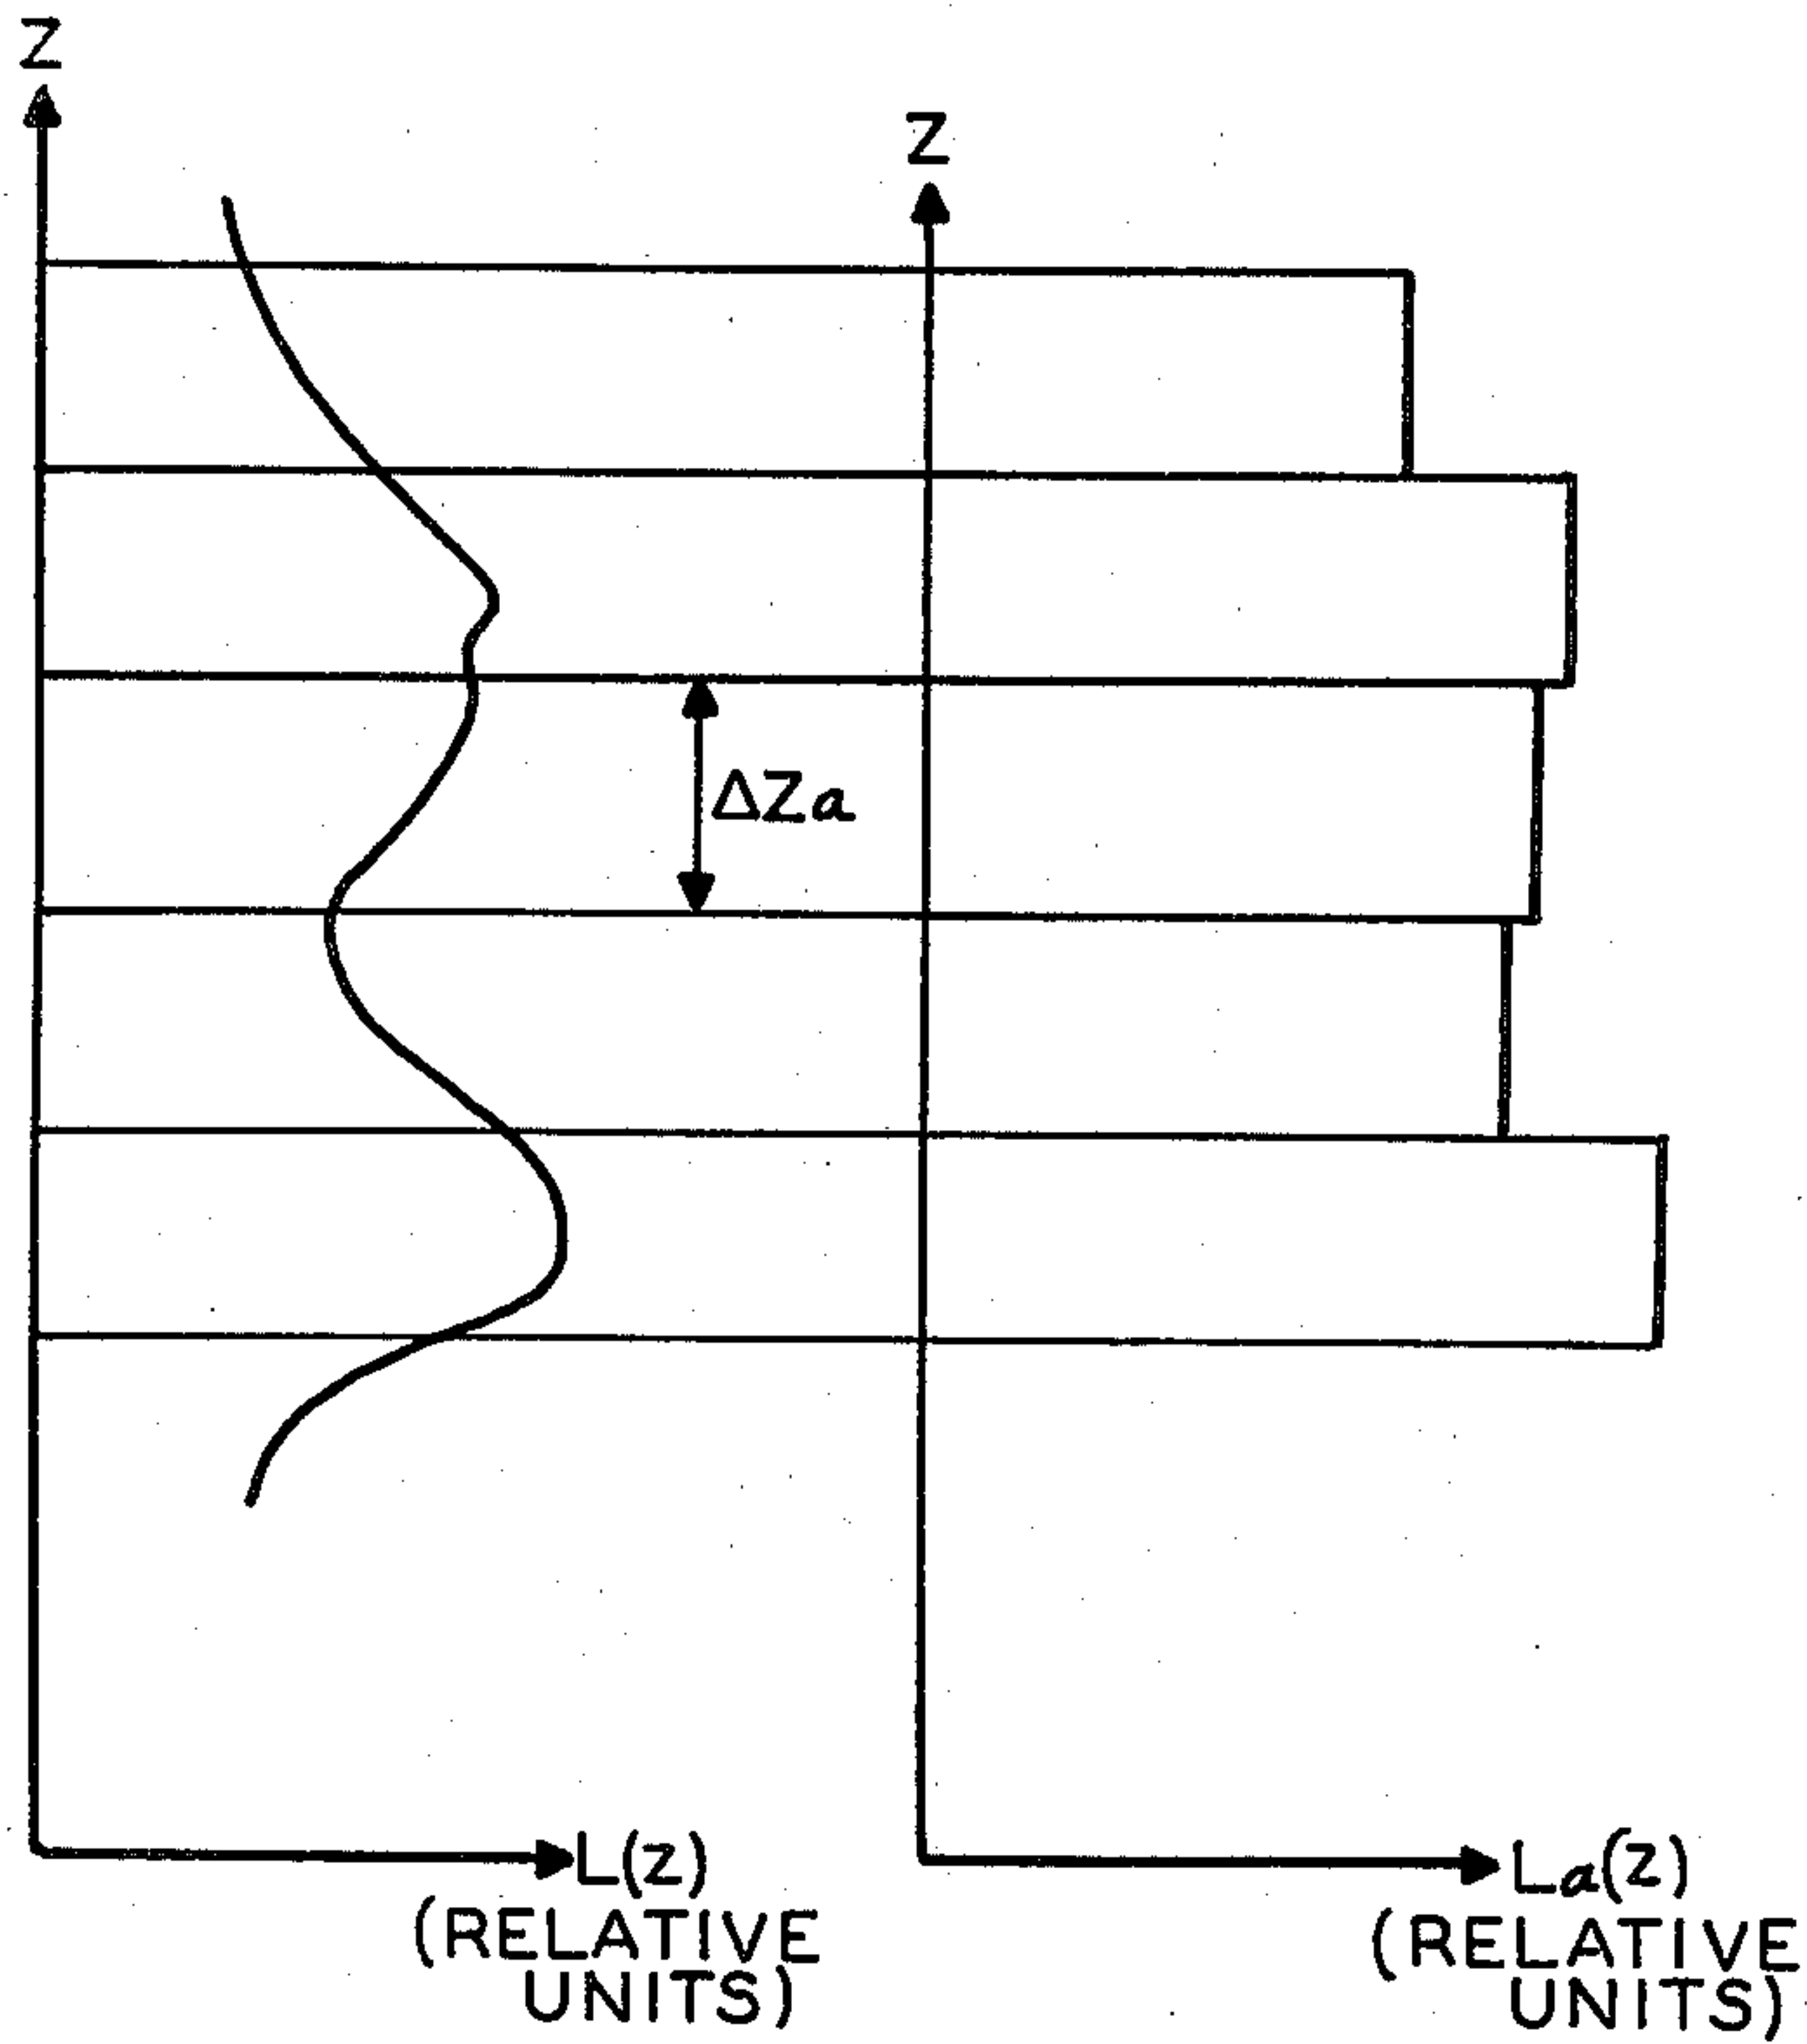 Z
Z
ΔZa
L(Z)
(RELATIVE
UNITS)
La(Z)
(RELATIVE
UNITS)